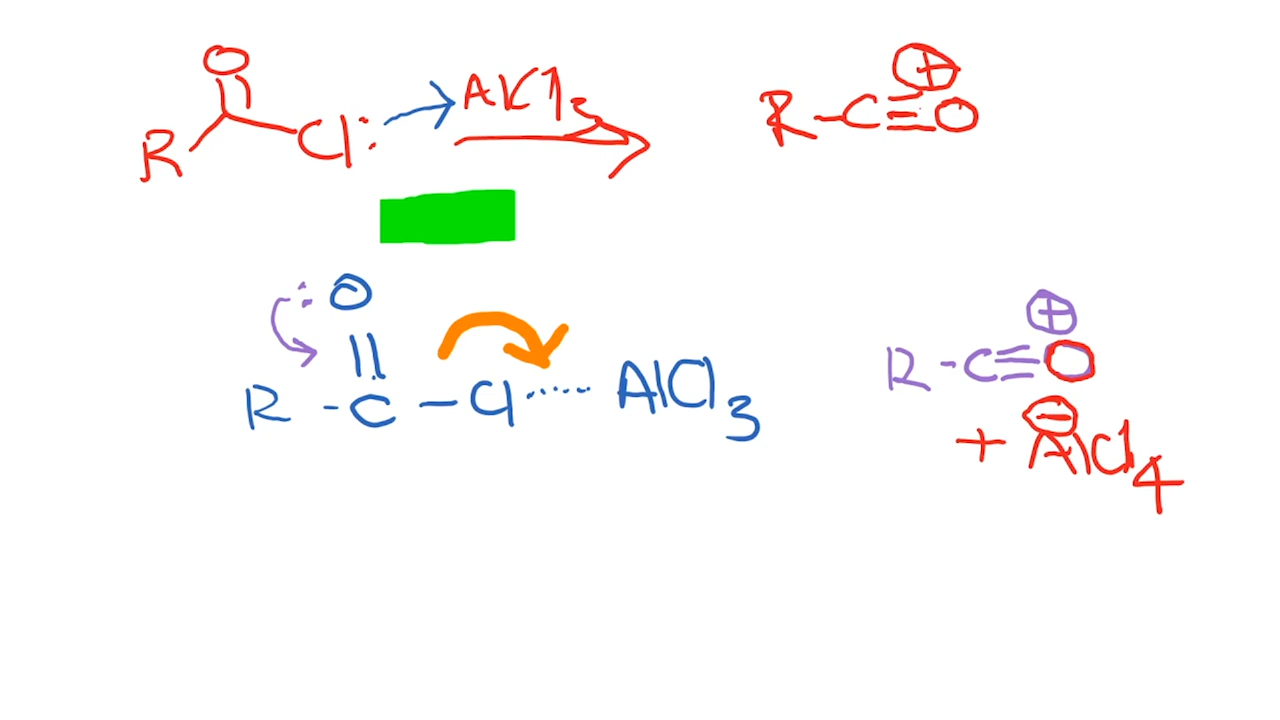 O
R Cl: AlCl3
R-C≡O ⊕
:O
||
R-C-Cl.....AlCl3
⊕
R-C≡O
⊖
+ AlCl4